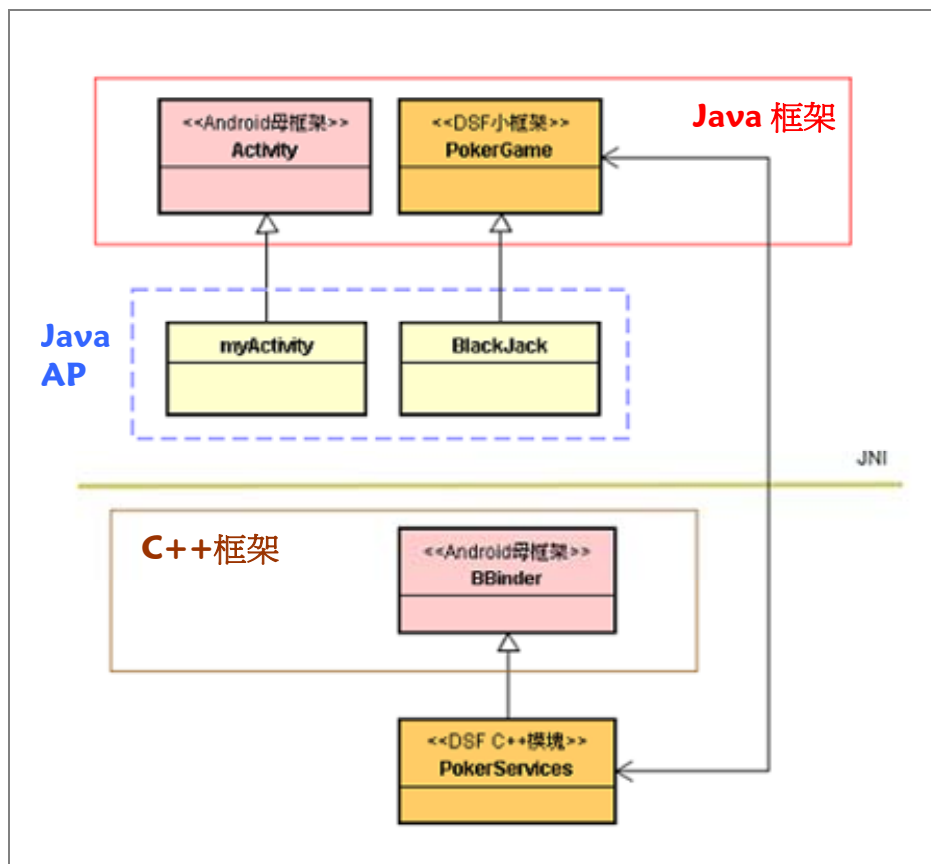 <<Android母框架>>
Activity
<<DSF小框架>>
PokerGame
Java 框架
Java
AP
myActivity
BlackJack
JNI
C++框架
<<Android母框架>>
BBinder
<<DSF C++模塊>>
PokerServices